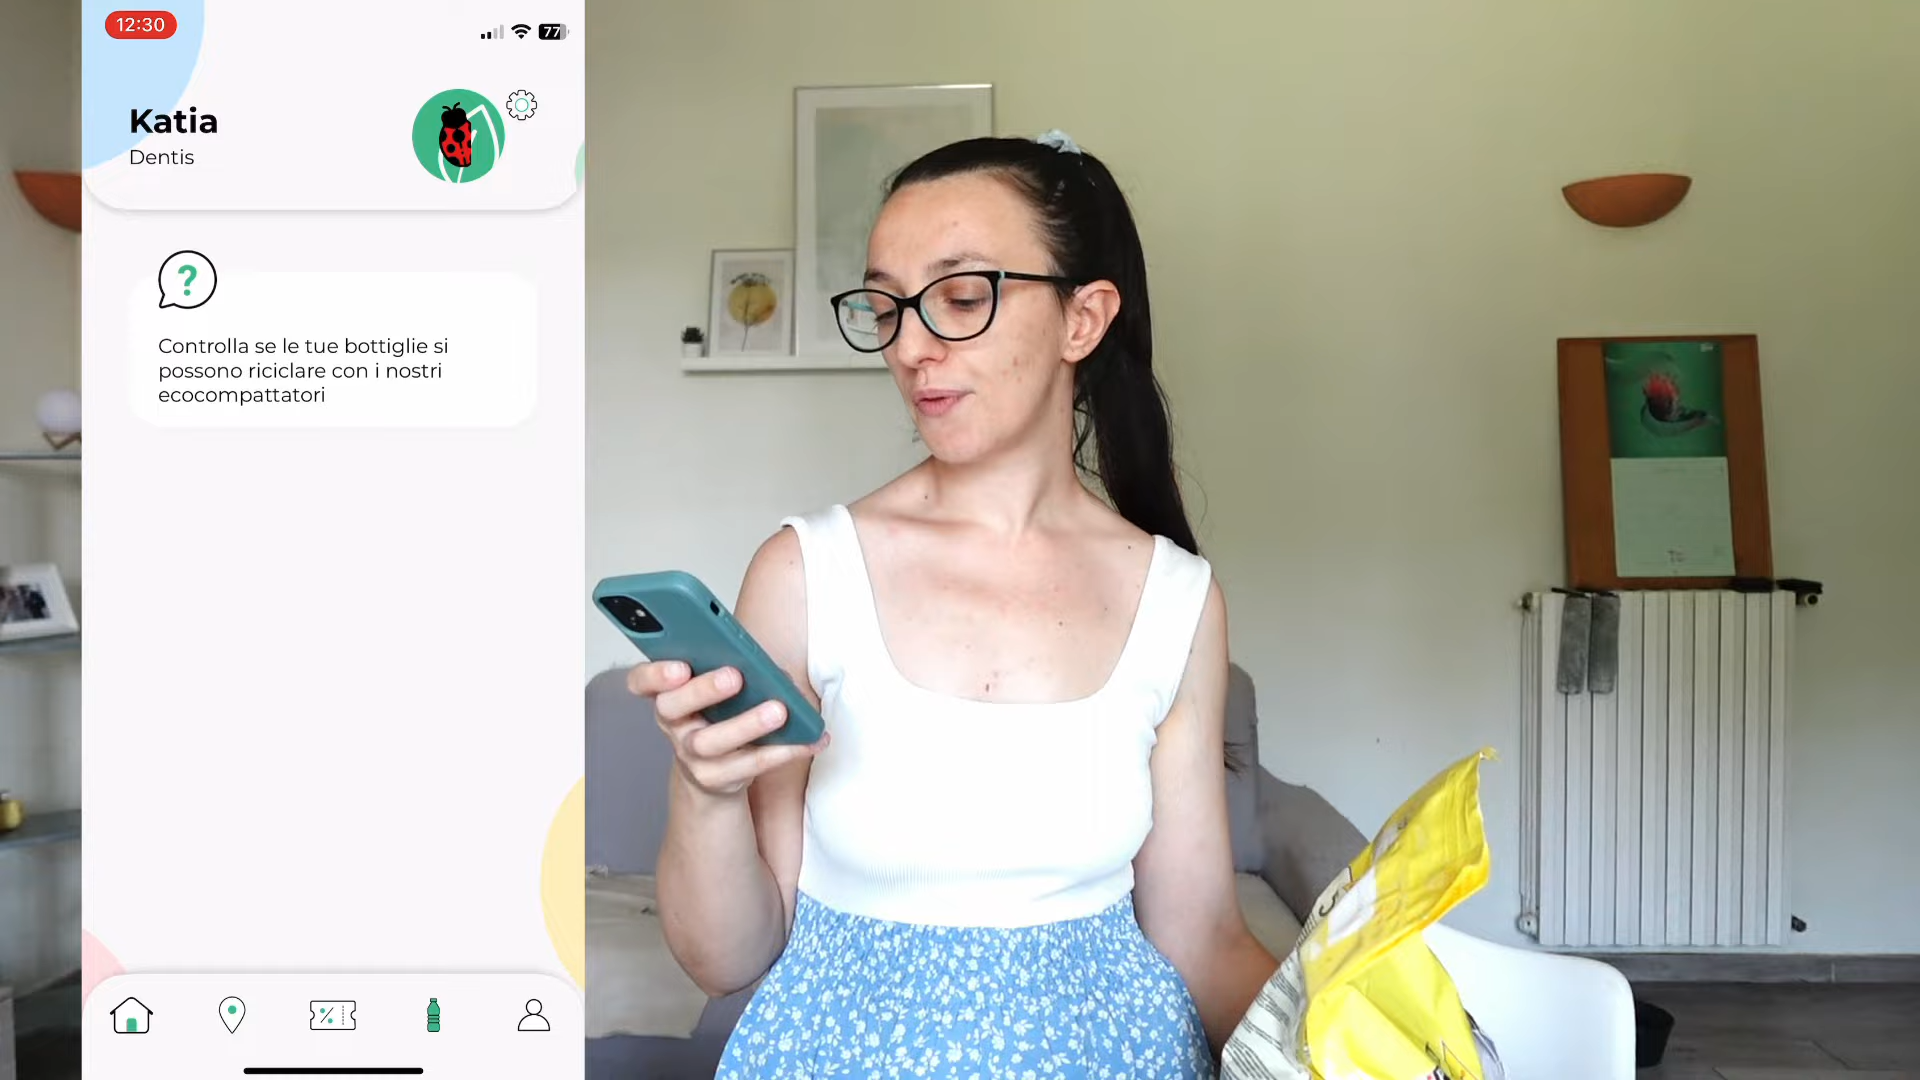 12:30
77
Katia
Dentis
?
Controlla se le tue bottiglie si
possono riciclare con i nostri
ecocompattatori